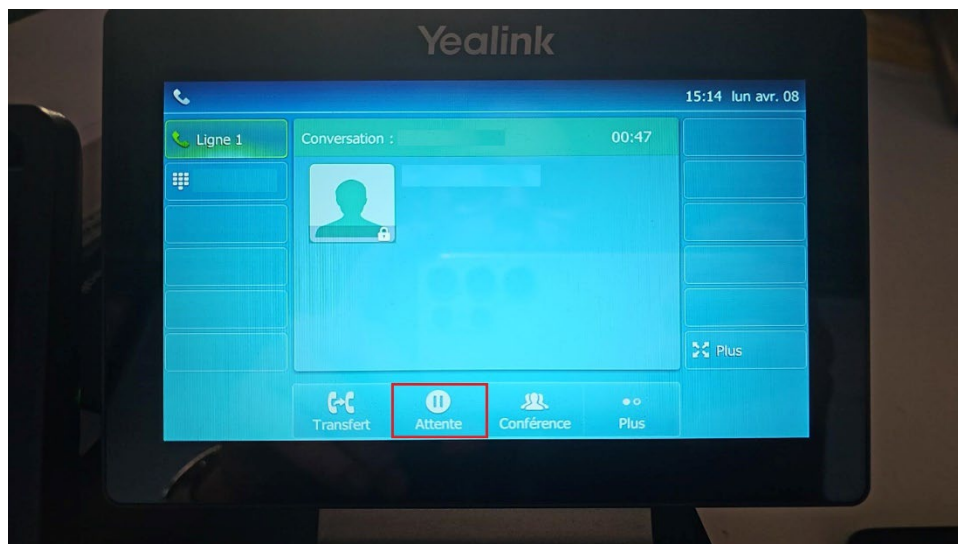 Yealink
15:14 lun avr. 08
Ligne 1
Conversation :
00:47
Plus
Transfert
Attente
Conférence
Plus